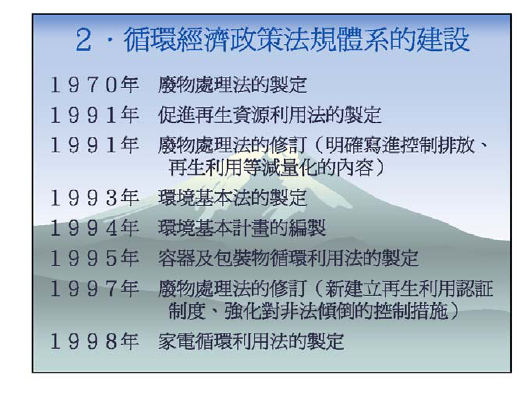 ２．循環經濟政策法規體系的建設
１９７０年　廢物處理法的製定
１９９１年　促進再生資源利用法的製定
１９９１年　廢物處理法的修訂（明確寫進控制排放、
再生利用等減量化的內容）
１９９３年　環境基本法的製定
１９９４年　環境基本計畫的編製
１９９５年　容器及包裝物循環利用法的製定
１９９７年　廢物處理法的修訂（新建立再生利用認証
制度、強化對非法傾倒的控制措施）
１９９８年　家電循環利用法的製定